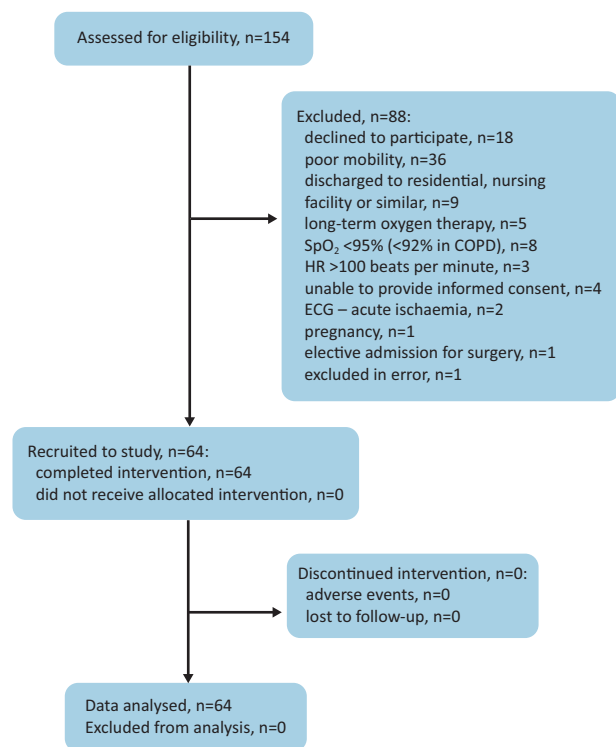 Assessed for eligibility, n=154
Excluded, n=88:
declined to participate, n=18
poor mobility, n=36
discharged to residential, nursing
facility or similar, n=9
long-term oxygen therapy, n=5
SpO₂ <95% (<92% in COPD), n=8
HR >100 beats per minute, n=3
unable to provide informed consent, n=4
ECG – acute ischaemia, n=2
pregnancy, n=1
elective admission for surgery, n=1
excluded in error, n=1
Recruited to study, n=64:
completed intervention, n=64
did not receive allocated intervention, n=0
Discontinued intervention, n=0:
adverse events, n=0
lost to follow-up, n=0
Data analysed, n=64
Excluded from analysis, n=0